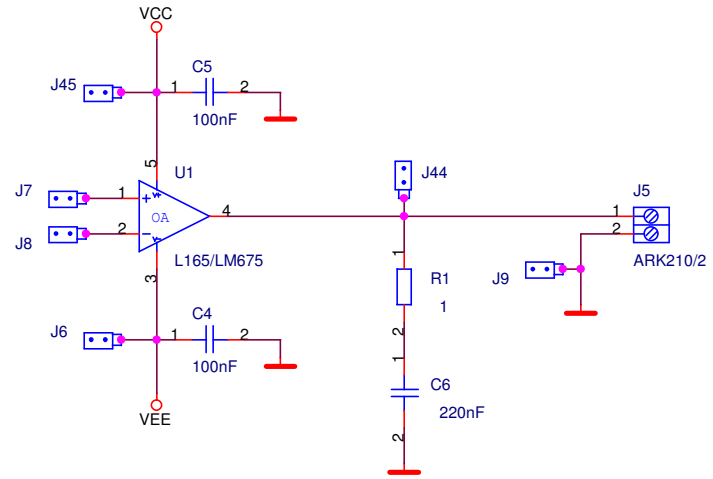 VCC
J45
1
C5
2
100nF
5
U1
J7
1
+
V+
OA
4
J8
2
−
V-
L165/LM675
3
J44
J5
1
2
ARK210/2
J9
1
R1
1
2
J6
1
C4
2
100nF
VEE
1
C6
220nF
2